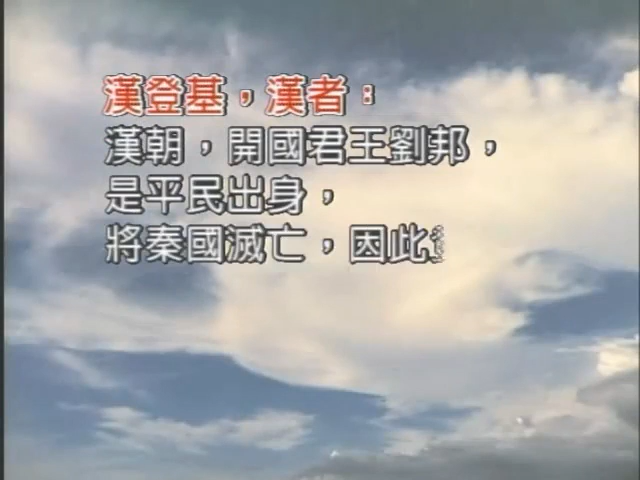 漢登基，漢者：
漢朝，開國君王劉邦，
是平民出身，
將秦國滅亡，因此